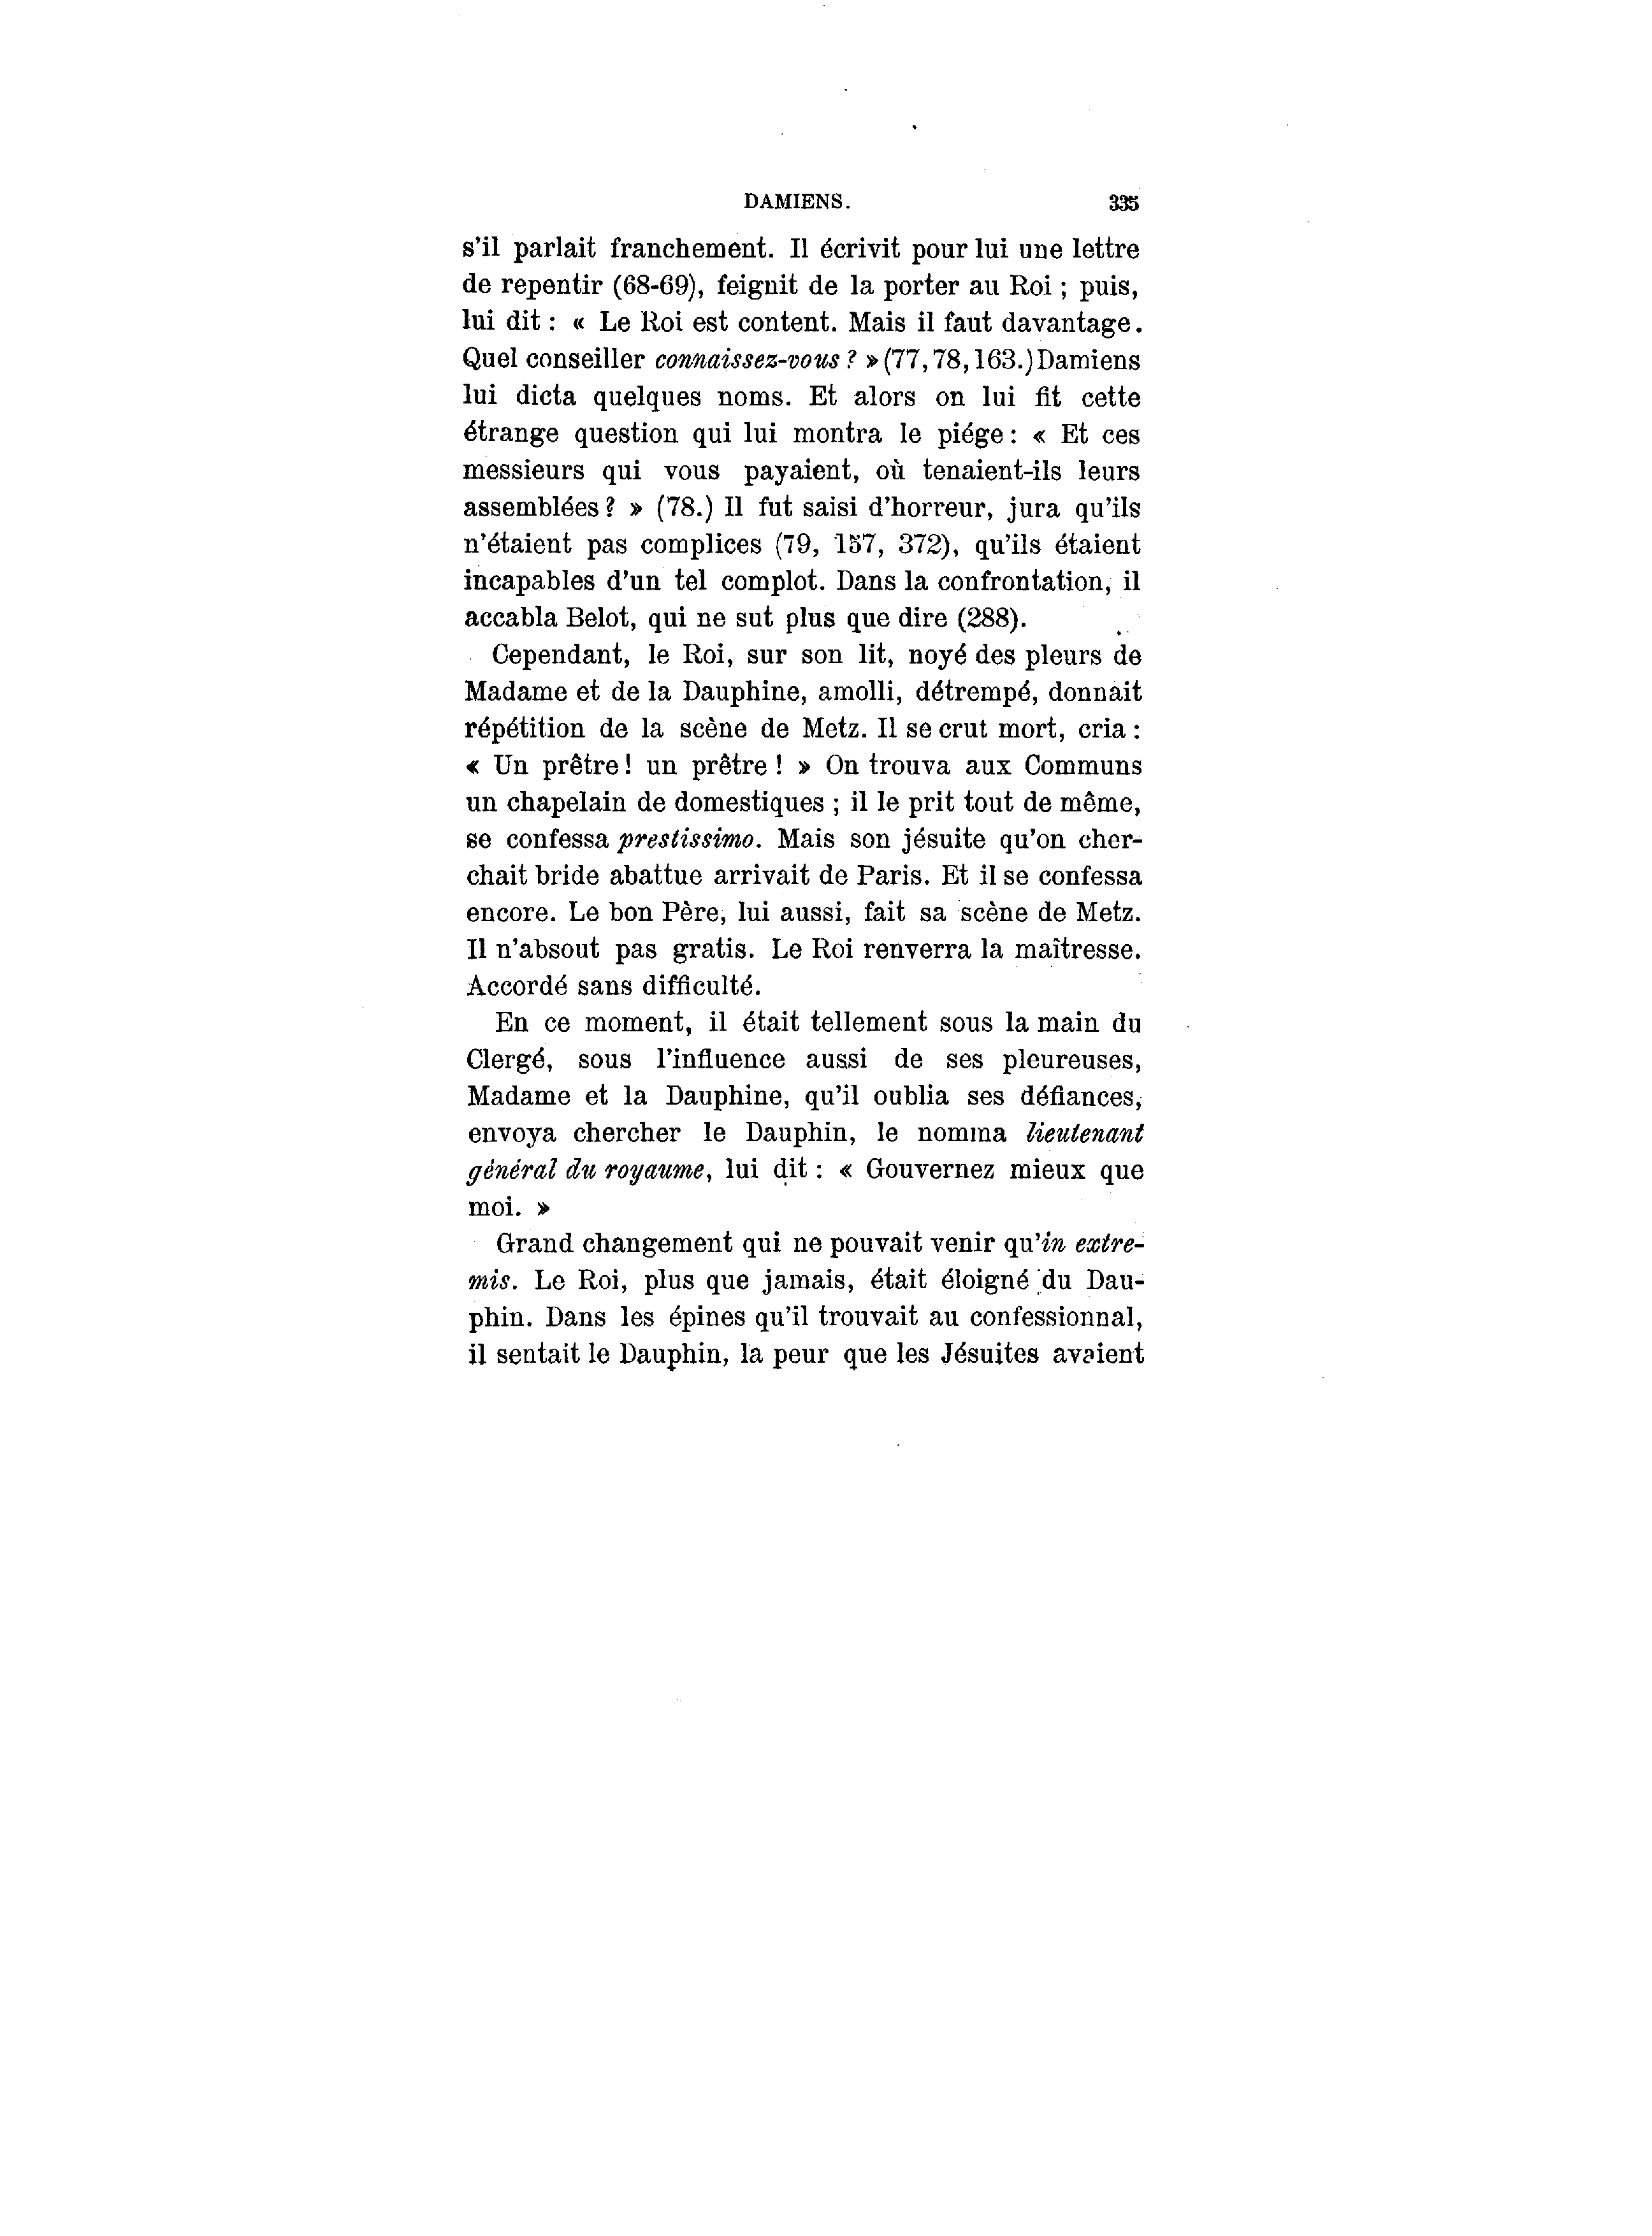 DAMIENS. 335
s'il parlait franchement. Il écrivit pour lui une lettre
de repentir (68-69), feignit de la porter au Roi ; puis,
lui dit : « Le Roi est content. Mais il faut davantage.
Quel conseiller connaissez-vous ? » (77, 78, 163.) Damiens
lui dicta quelques noms. Et alors on lui fit cette
étrange question qui lui montra le piége : « Et ces
messieurs qui vous payaient, où tenaient-ils leurs
assemblées ? » (78.) Il fut saisi d'horreur, jura qu'ils
n'étaient pas complices (79, 157, 372), qu'ils étaient
incapables d'un tel complot. Dans la confrontation, il
accabla Belot, qui ne sut plus que dire (288).
Cependant, le Roi, sur son lit, noyé des pleurs de
Madame et de la Dauphine, amolli, détrempé, donnait
répétition de la scène de Metz. Il se crut mort, cria :
« Un prêtre ! un prêtre ! » On trouva aux Communs
un chapelain de domestiques ; il le prit tout de même,
se confessa prestissimo. Mais son jésuite qu'on cher-
chait bride abattue arrivait de Paris. Et il se confessa
encore. Le bon Père, lui aussi, fait sa scène de Metz.
Il n'absout pas gratis. Le Roi renverra la maîtresse.
Accordé sans difficulté.
En ce moment, il était tellement sous la main du
Clergé, sous l'influence aussi de ses pleureuses,
Madame et la Dauphine, qu'il oublia ses défiances,
envoya chercher le Dauphin, le nomma lieutenant
général du royaume, lui dit : « Gouvernez mieux que
moi. »
Grand changement qui ne pouvait venir qu'in extre-
mis. Le Roi, plus que jamais, était éloigné du Dau-
phin. Dans les épines qu'il trouvait au confessionnal,
il sentait le Dauphin, la peur que les Jésuites avaient